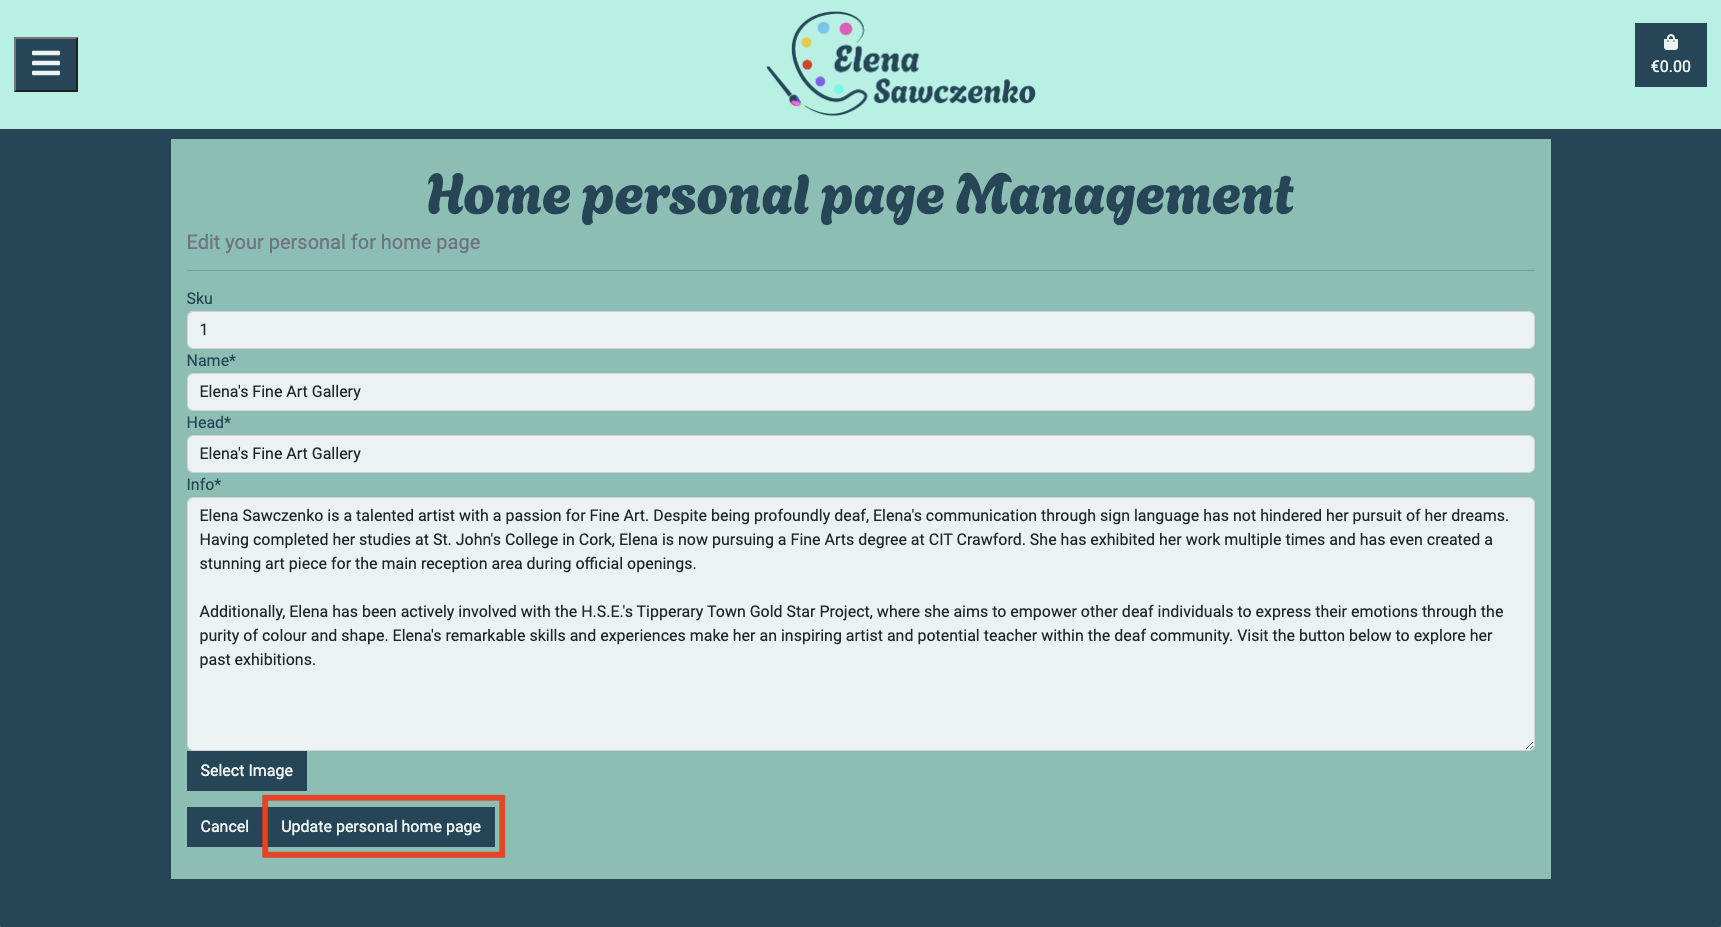 Elena
Sawczenko
€0.00
Home personal page Management
Edit your personal for home page
Sku
1
Name*
Elena's Fine Art Gallery
Head*
Elena's Fine Art Gallery
Info*
Elena Sawczenko is a talented artist with a passion for Fine Art. Despite being profoundly deaf, Elena's communication through sign language has not hindered her pursuit of her dreams.
Having completed her studies at St. John's College in Cork, Elena is now pursuing a Fine Arts degree at CIT Crawford. She has exhibited her work multiple times and has even created a
stunning art piece for the main reception area during official openings.
Additionally, Elena has been actively involved with the H.S.E.'s Tipperary Town Gold Star Project, where she aims to empower other deaf individuals to express their emotions through the
purity of colour and shape. Elena's remarkable skills and experiences make her an inspiring artist and potential teacher within the deaf community. Visit the button below to explore her
past exhibitions.
Select Image
Cancel
Update personal home page